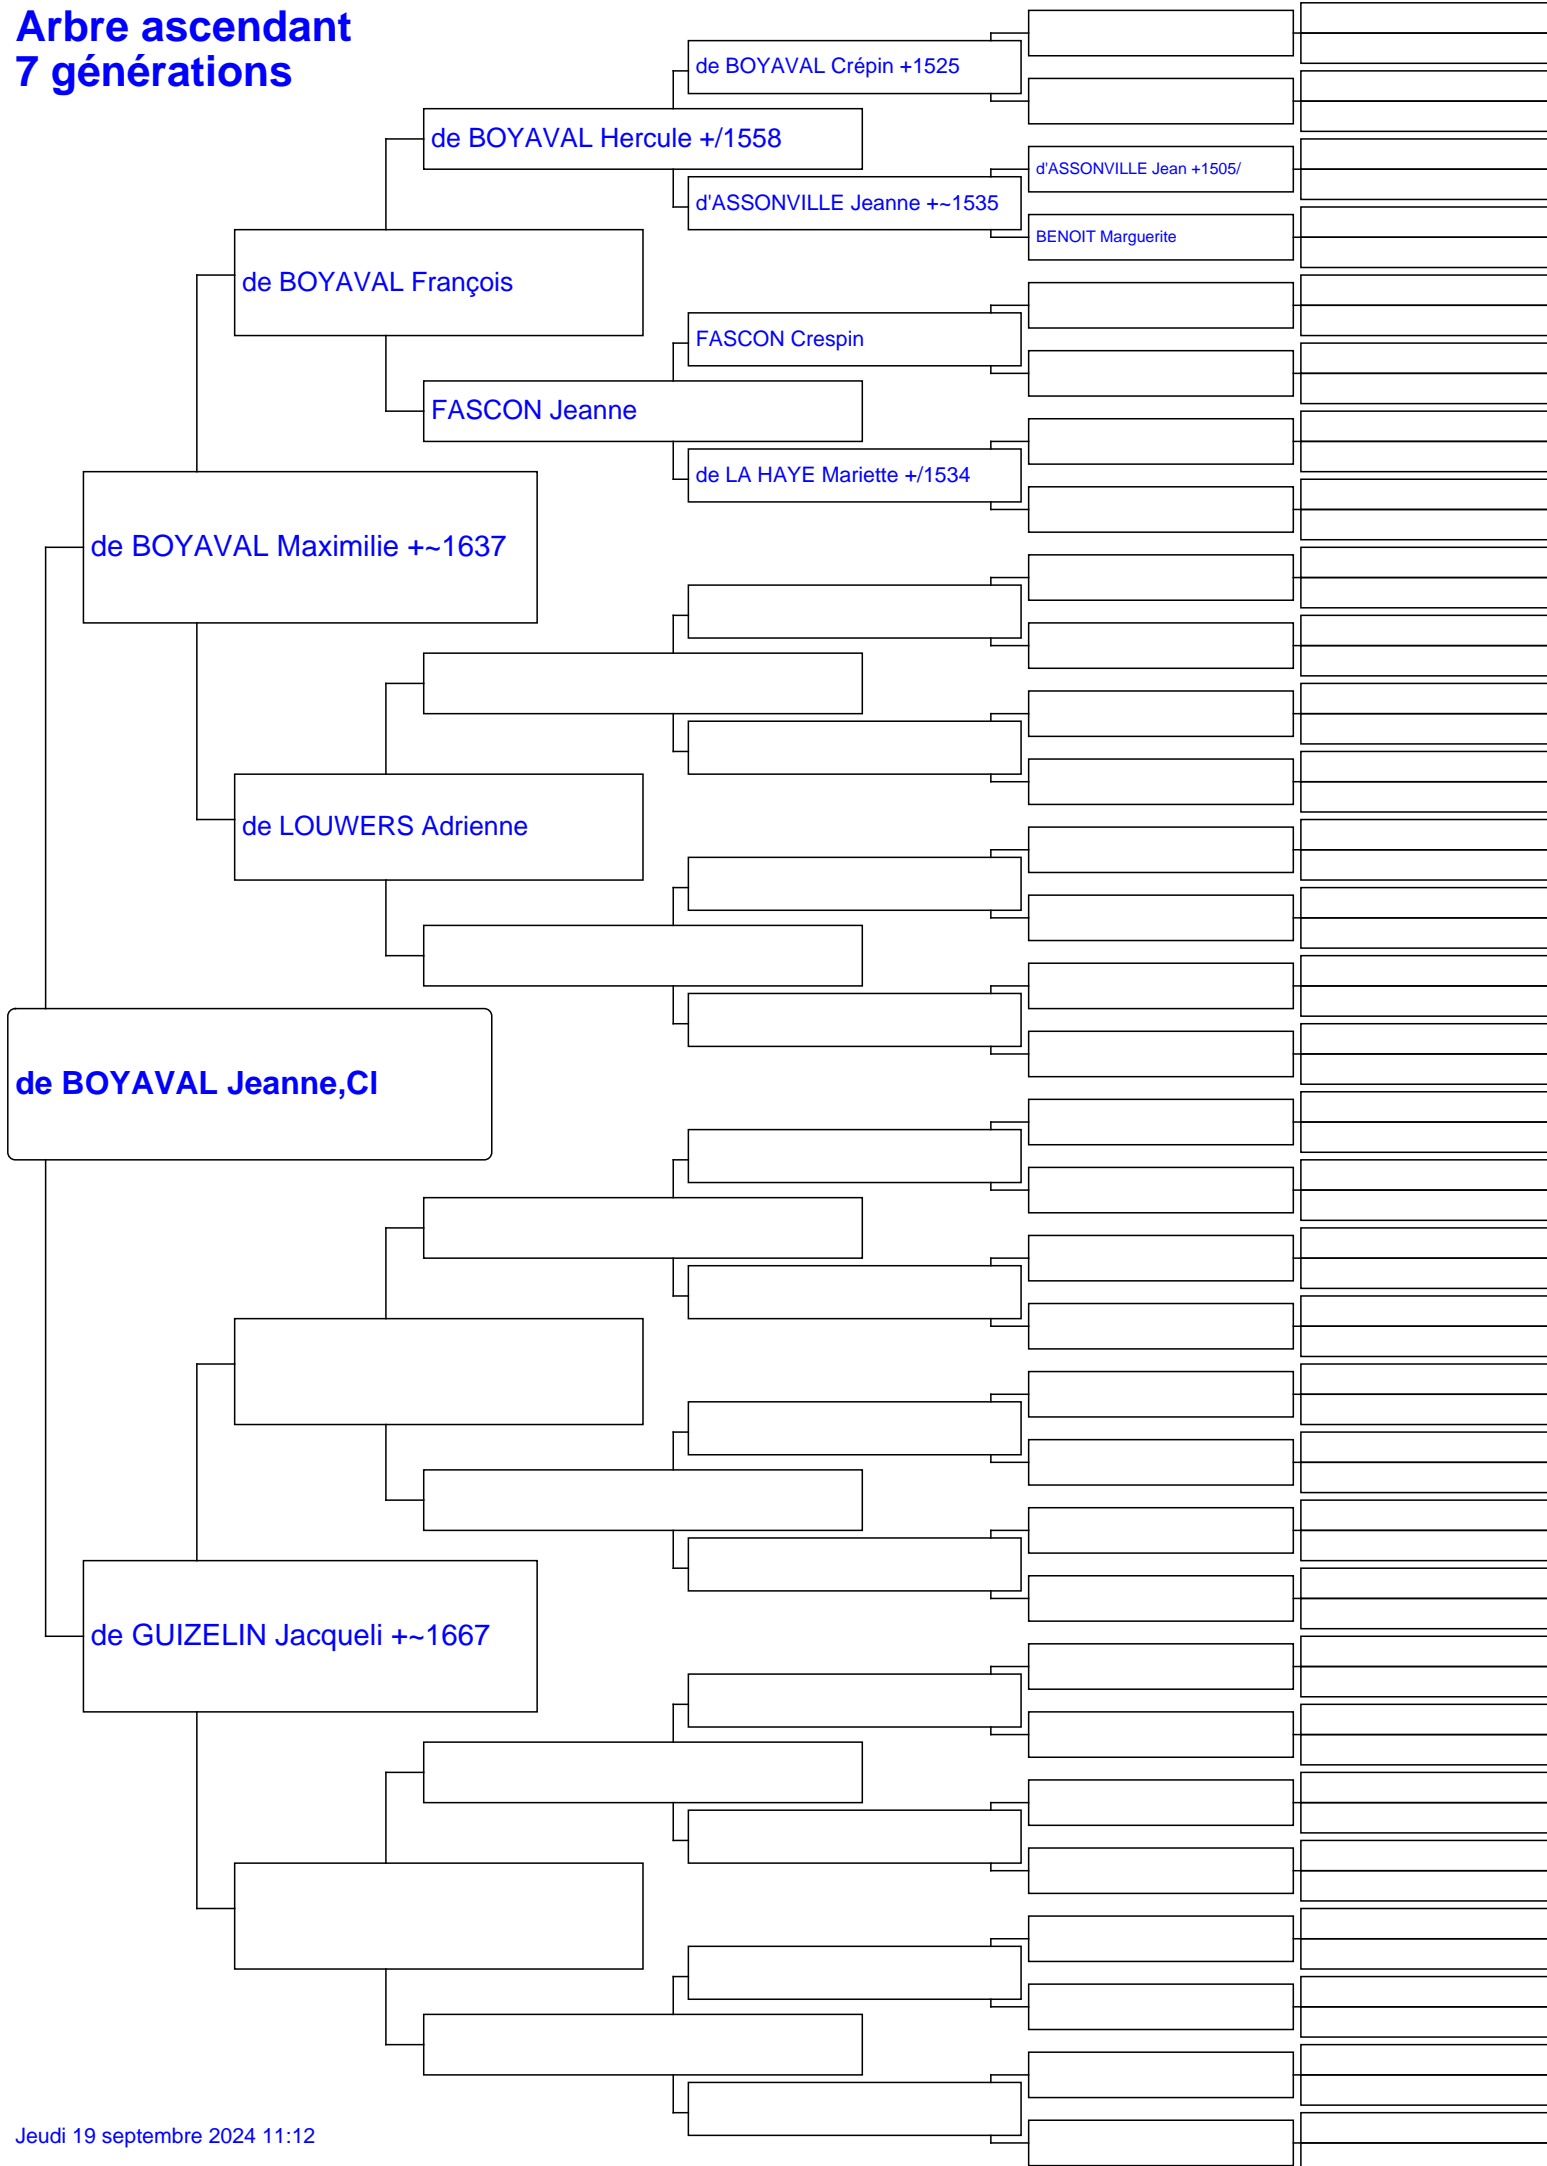 Arbre ascendant
7 générations
de BOYAVAL Crépin +1525
de BOYAVAL Hercule +/1558
d'ASSONVILLE Jean +1505/
d'ASSONVILLE Jeanne +~1535
BENOIT Marguerite
de BOYAVAL François
FASCON Crespin
FASCON Jeanne
de LA HAYE Mariette +/1534
de BOYAVAL Maximilie +~1637
de LOUWERS Adrienne
de BOYAVAL Jeanne,Cl
de GUIZELIN Jacqueli +~1667
Jeudi 19 septembre 2024 11:12